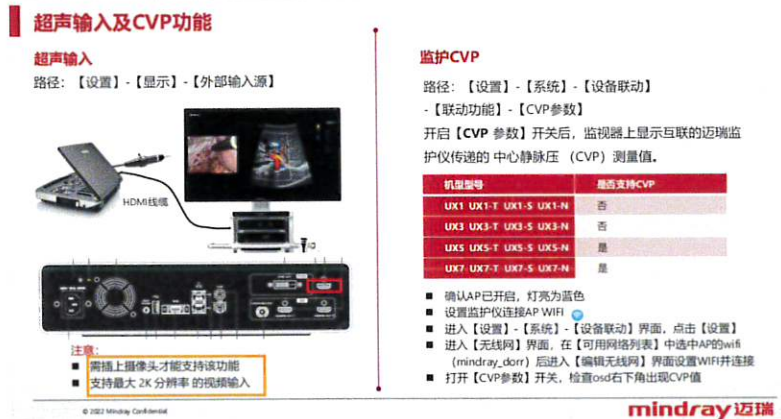 超声输入及CVP功能
超声输入
路径：【设置】-【显示】-【外部输入源】
HDMI线缆
注意：
需插上摄像头才能支持该功能
支持最大 2K 分辨率 的视频输入
监护CVP
路径：【设置】-【系统】-【设备联动】
-【联动功能】-【CVP参数】
开启【CVP 参数】开关后，监视器上显示互联的迈瑞监
护仪传递的 中心静脉压 （CVP）测量值。
机型型号 是否支持CVP
UX1 UX1-T UX1-S UX1-N 否
UX3 UX3-T UX3-S UX3-N 否
UX5 UX5-T UX5-S UX5-N 是
UX7 UX7-T UX7-S UX7-N 是
确认AP已开启，灯亮为蓝色
设置监护仪连接AP WIFI
进入【设置】-【系统】-【设备联动】界面，点击【设置】
进入【无线网】界面，在【可用网络列表】中选中AP的wifi
（mindray_dorr）后进入【编辑无线网】界面设置WIFI并连接
打开【CVP参数】开关，检查osd右下角出现CVP值
© 2022 Mindray Confidential
mindray迈瑞